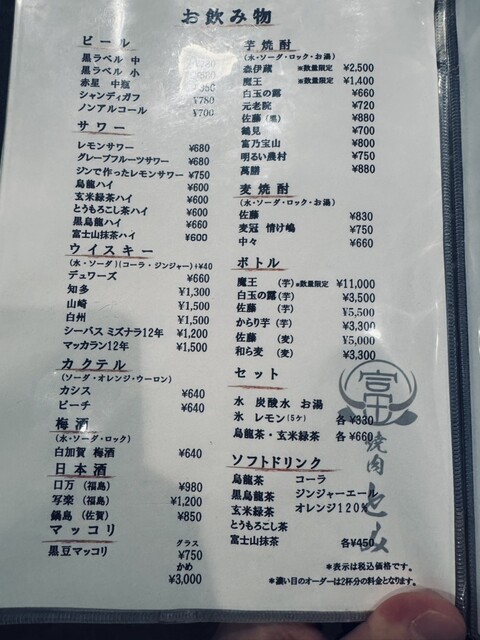 お飲み物
ビール
黒ラベル 中
黒ラベル 小
赤星 中瓶
シャンディガフ ¥780
ノンアルコール ¥700
サワー
レモンサワー ¥680
グレープフルーツサワー ¥680
ジンで作ったレモンサワー ¥750
烏龍ハイ ¥600
玄米緑茶ハイ ¥600
とうもろこし茶ハイ ¥600
黒烏龍ハイ ¥660
富士山抹茶ハイ ¥600
ウイスキー
(水・ソーダ)(コーラ・ジンジャー)+¥40
デュワーズ ¥660
知多 ¥1,300
山崎 ¥1,500
白州 ¥1,500
シーバス ミズナラ12年 ¥1,200
マッカラン12年 ¥1,500
カクテル
(ソーダ・オレンジ・ウーロン)
カシス ¥640
ピーチ ¥640
梅酒
(水・ソーダ・ロック)
白加賀 梅酒 ¥640
日本酒
口万(福島) ¥980
写楽(福島) ¥1,200
鍋島(佐賀) ¥850
マッコリ
グラス
黒豆マッコリ ¥750
かめ
¥3,000
芋焼酎
(水・ソーダ・ロック・お湯)
森伊蔵 ※数量限定 ¥2,500
魔王 ※数量限定 ¥1,400
白玉の露 ¥660
元老院 ¥720
佐藤(黒) ¥880
鶴見 ¥700
富乃宝山 ¥800
明るい農村 ¥750
萬膳 ¥880
麦焼酎
(水・ソーダ・ロック・お湯)
佐藤 ¥830
麦冠 情け嶋 ¥750
中々 ¥660
ボトル
魔王 (芋) ※数量限定 ¥11,000
白玉の露(芋) ¥3,500
佐藤 (芋) ¥5,500
からり芋(芋) ¥3,300
佐藤 (麦) ¥5,000
和ら麦 (麦) ¥3,300
セット
水 炭酸水 お湯
氷 レモン(5ケ) 各¥330
烏龍茶・玄米緑茶 各¥660
ソフトドリンク
烏龍茶 コーラ
黒烏龍茶 ジンジャーエール
玄米緑茶 オレンジ120%
とうもろこし茶
富士山抹茶 各¥450
*表示は税込価格です。
*濃い目のオーダーは2杯分の料金となります。
富
焼肉